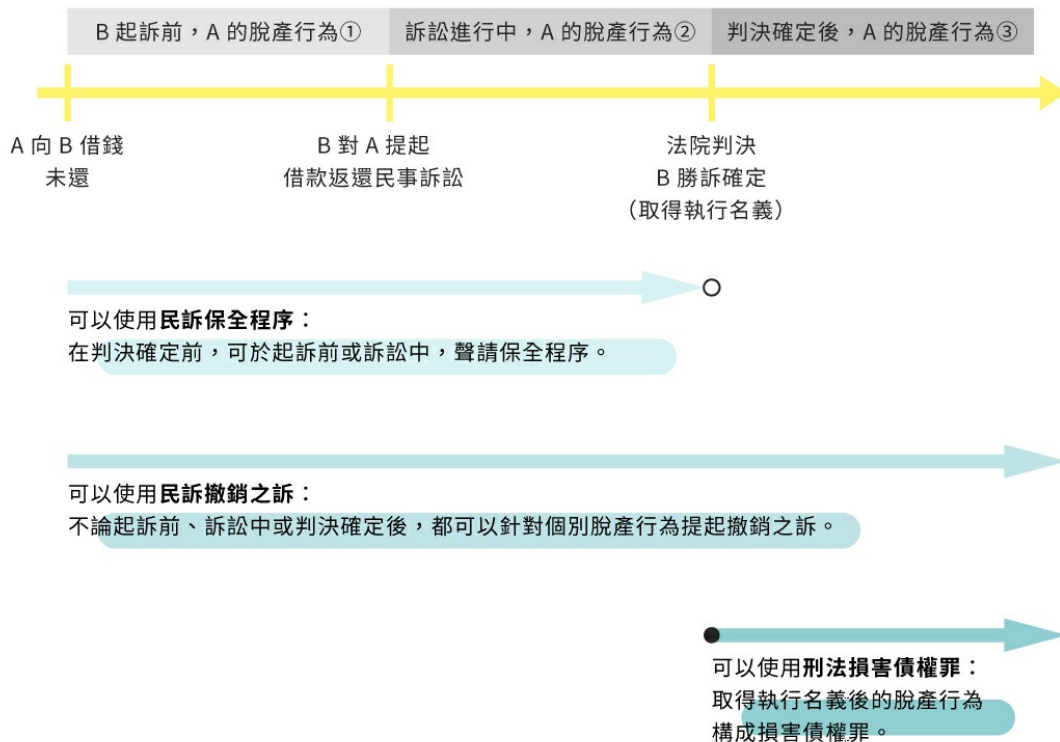 B 起訴前，A 的脫產行為①
訴訟進行中，A 的脫產行為②
判決確定後，A 的脫產行為③
A 向 B 借錢
未還
B 對 A 提起
借款返還民事訴訟
法院判決
B 勝訴確定
（取得執行名義）
可以使用民訴保全程序：
在判決確定前，可於起訴前或訴訟中，聲請保全程序。
可以使用民訴撤銷之訴：
不論起訴前、訴訟中或判決確定後，都可以針對個別脫產行為提起撤銷之訴。
可以使用刑法損害債權罪：
取得執行名義後的脫產行為
構成損害債權罪。